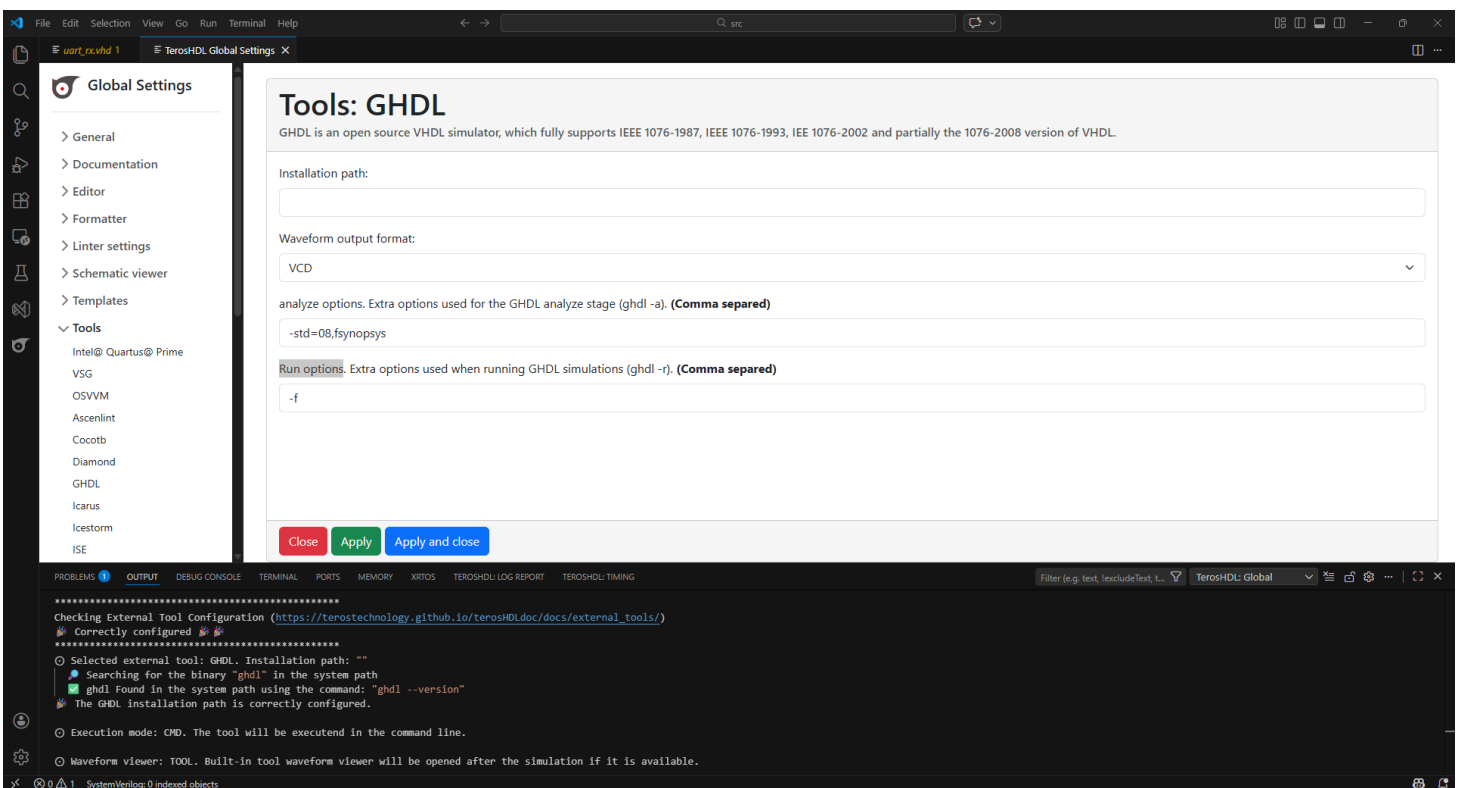 File Edit Selection View Go Run Terminal Help
src
uart_rx.vhd 1
TerosHDL Global Settings
Global Settings
General
Documentation
Editor
Formatter
Linter settings
Schematic viewer
Templates
Tools
Intel@ Quartus@ Prime
VSG
OSVVM
Ascenlint
Cocotb
Diamond
GHDL
Icarus
Icestorm
ISE
Tools: GHDL
GHDL is an open source VHDL simulator, which fully supports IEEE 1076-1987, IEEE 1076-1993, IEE 1076-2002 and partially the 1076-2008 version of VHDL.
Installation path:
Waveform output format:
VCD
analyze options. Extra options used for the GHDL analyze stage (ghdl -a). (Comma separed)
-std=08,fsynopsys
Run options. Extra options used when running GHDL simulations (ghdl -r). (Comma separed)
-f
Close Apply Apply and close
PROBLEMS 1 OUTPUT DEBUG CONSOLE TERMINAL PORTS MEMORY XRTOS TEROSHDL: LOG REPORT TEROSHDL: TIMING
Filter (e.g. text, !excludeText, t...
TerosHDL: Global
*************************************************
Checking External Tool Configuration (https://terostechnology.github.io/terosHDLdoc/docs/external_tools/)
Correctly configured
*************************************************
Selected external tool: GHDL. Installation path: ""
Searching for the binary "ghdl" in the system path
ghdl Found in the system path using the command: "ghdl --version"
The GHDL installation path is correctly configured.
Execution mode: CMD. The tool will be executend in the command line.
Waveform viewer: TOOL. Built-in tool waveform viewer will be opened after the simulation if it is available.
0 1 SystemVerilog: 0 indexed objects